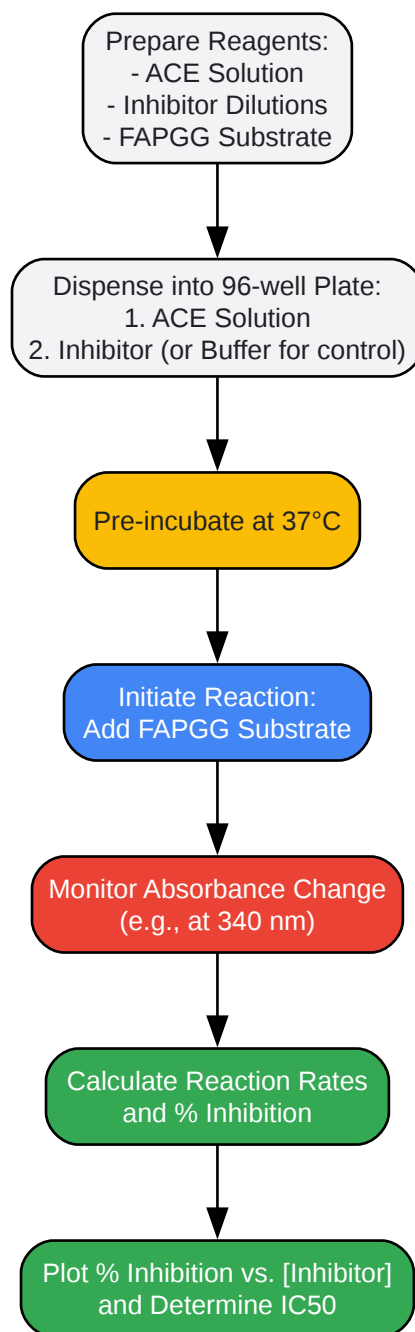 Prepare Reagents:
- ACE Solution
- Inhibitor Dilutions
- FAPGG Substrate
Dispense into 96-well Plate:
1. ACE Solution
2. Inhibitor (or Buffer for control)
Pre-incubate at 37°C
Initiate Reaction:
Add FAPGG Substrate
Monitor Absorbance Change
(e.g., at 340 nm)
Calculate Reaction Rates
and % Inhibition
Plot % Inhibition vs. [Inhibitor]
and Determine IC50